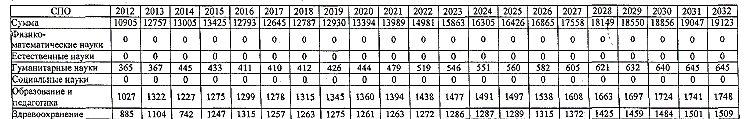 СПО 2012 2013 2014 2015 2016 2017 2018 2019 2020 2021 2022 2023 2024 2025 2026 2027 2028 2029 2030 2031 2032
Сумма 10905 12757 13005 13425 12793 12645 12787 12930 13394 13989 14981 15863 16305 16426 16865 17558 18149 18550 18856 19047 19123
Физико-
математические науки 0 0 0 0 0 0 0 0 0 0 0 0 0 0 0 0 0 0 0 0 0
Естественные науки 0 0 0 0 0 0 0 0 0 0 0 0 0 0 0 0 0 0 0 0 0
Гуманитарные науки 365 367 445 433 411 410 412 426 444 479 519 546 551 560 582 605 621 632 640 645 645
Социальные науки 0 0 0 0 0 0 0 0 0 0 0 0 0 0 0 0 0 0 0 0 0
Образование и
педагогика 1027 1322 1227 1275 1299 1278 1315 1345 1360 1394 1438 1477 1491 1497 1538 1608 1663 1697 1724 1741 1748
Здравоохранение 885 1104 742 1247 1315 1257 1263 1275 1261 1263 1272 1286 1287 1289 1315 1372 1425 1459 1484 1501 1509